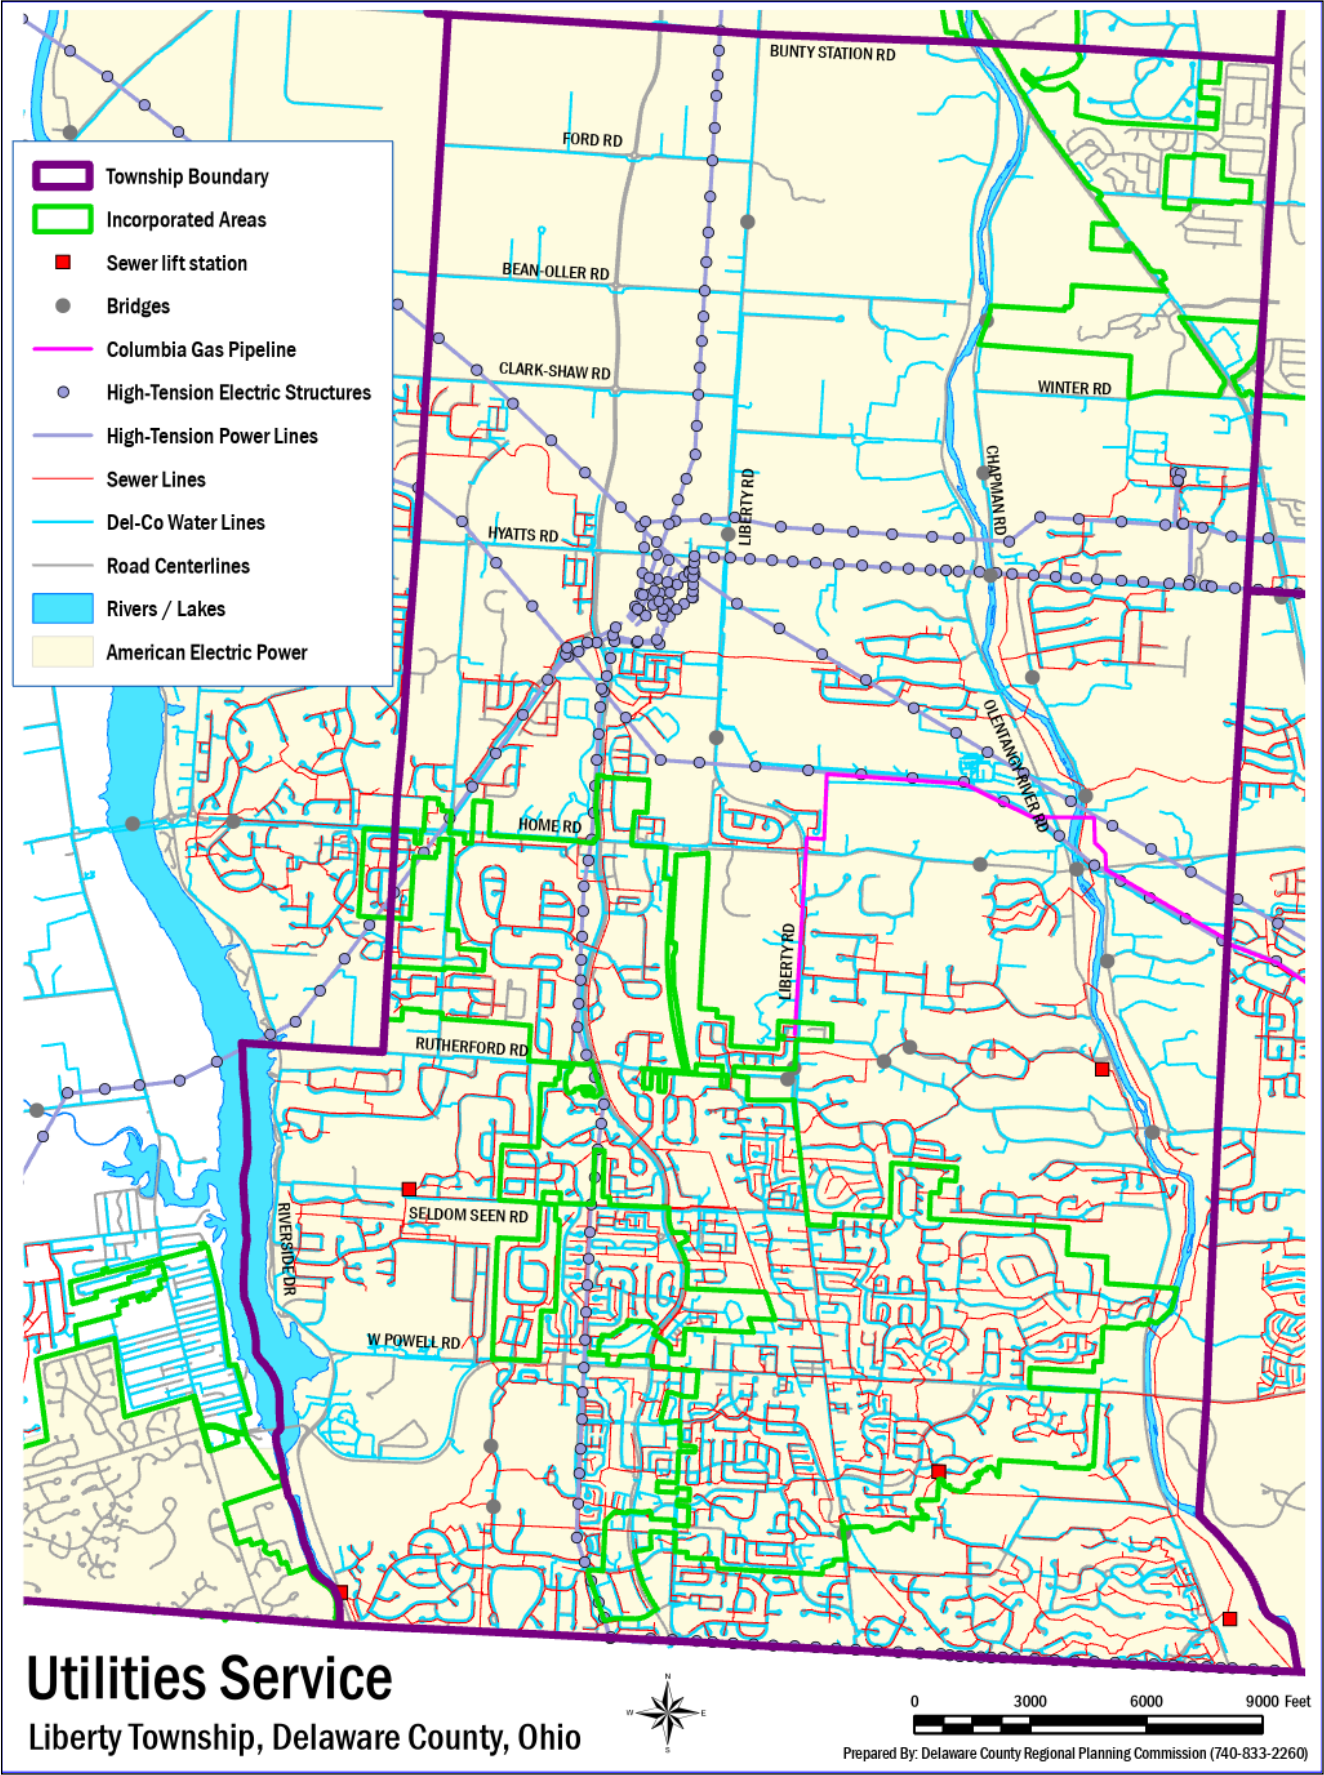 BUNTY STATION RD
FORD RD
Township Boundary
Incorporated Areas
Sewer lift station
Bridges
Columbia Gas Pipeline
High-Tension Electric Structures
High-Tension Power Lines
Sewer Lines
Del-Co Water Lines
Road Centerlines
Rivers / Lakes
American Electric Power
BEAN-OLLER RD
CLARK-SHAW RD
WINTER RD
CHAPMAN RD
LIBERTY RD
HYATTS RD
OLENTANGY RIVER RD
HOME RD
LIBERTY RD
RUTHERFORD RD
SELDOM SEEN RD
RIVERSIDE DR
W POWELL RD
Utilities Service
Liberty Township, Delaware County, Ohio
N
W
E
S
0 3000 6000 9000 Feet
Prepared By: Delaware County Regional Planning Commission (740-833-2260)